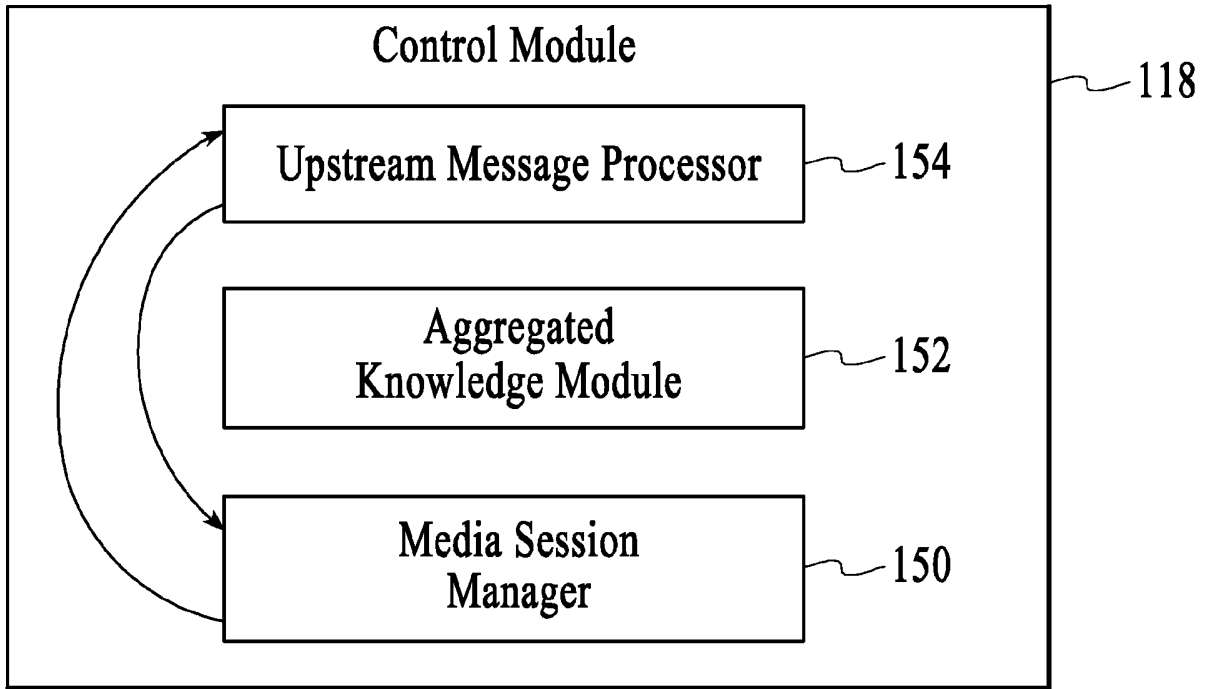 Control Module
118
Upstream Message Processor
154
Aggregated
Knowledge Module
152
Media Session
Manager
150